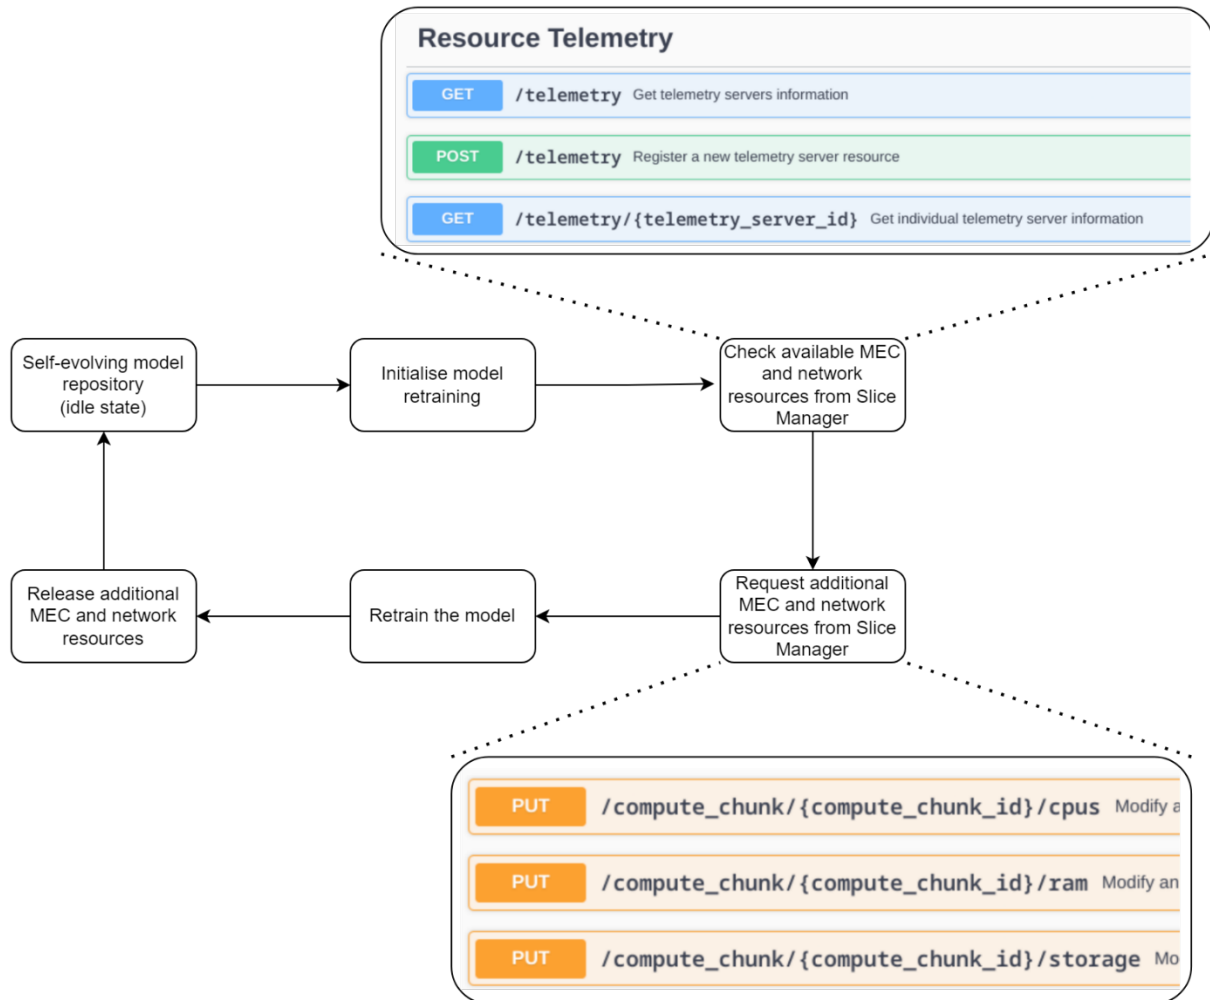 Resource Telemetry
GET /telemetry Get telemetry servers information
POST /telemetry Register a new telemetry server resource
GET /telemetry/{telemetry_server_id} Get individual telemetry server information
Self-evolving model
repository
(idle state)
Initialise model
retraining
Check available MEC
and network
resources from Slice
Manager
Release additional
MEC and network
resources
Retrain the model
Request additional
MEC and network
resources from Slice
Manager
PUT /compute_chunk/{compute_chunk_id}/cpus Modify a
PUT /compute_chunk/{compute_chunk_id}/ram Modify an
PUT /compute_chunk/{compute_chunk_id}/storage Mo